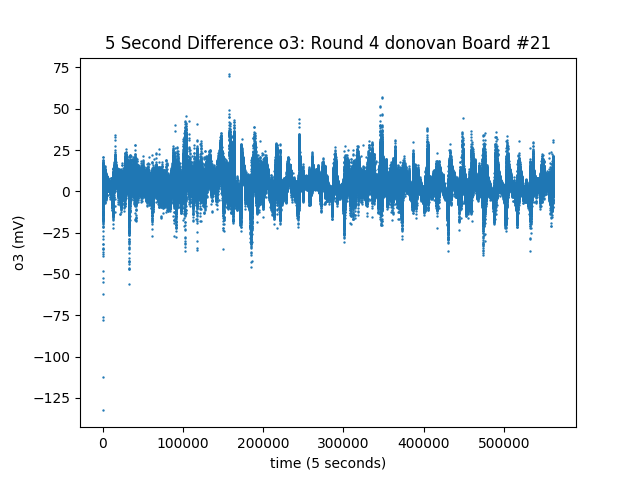 5 Second Difference o3: Round 4 donovan Board #21
75
50
25
0
−25
−50
−75
−100
−125
o3 (mV)
0 100000 200000 300000 400000 500000
time (5 seconds)